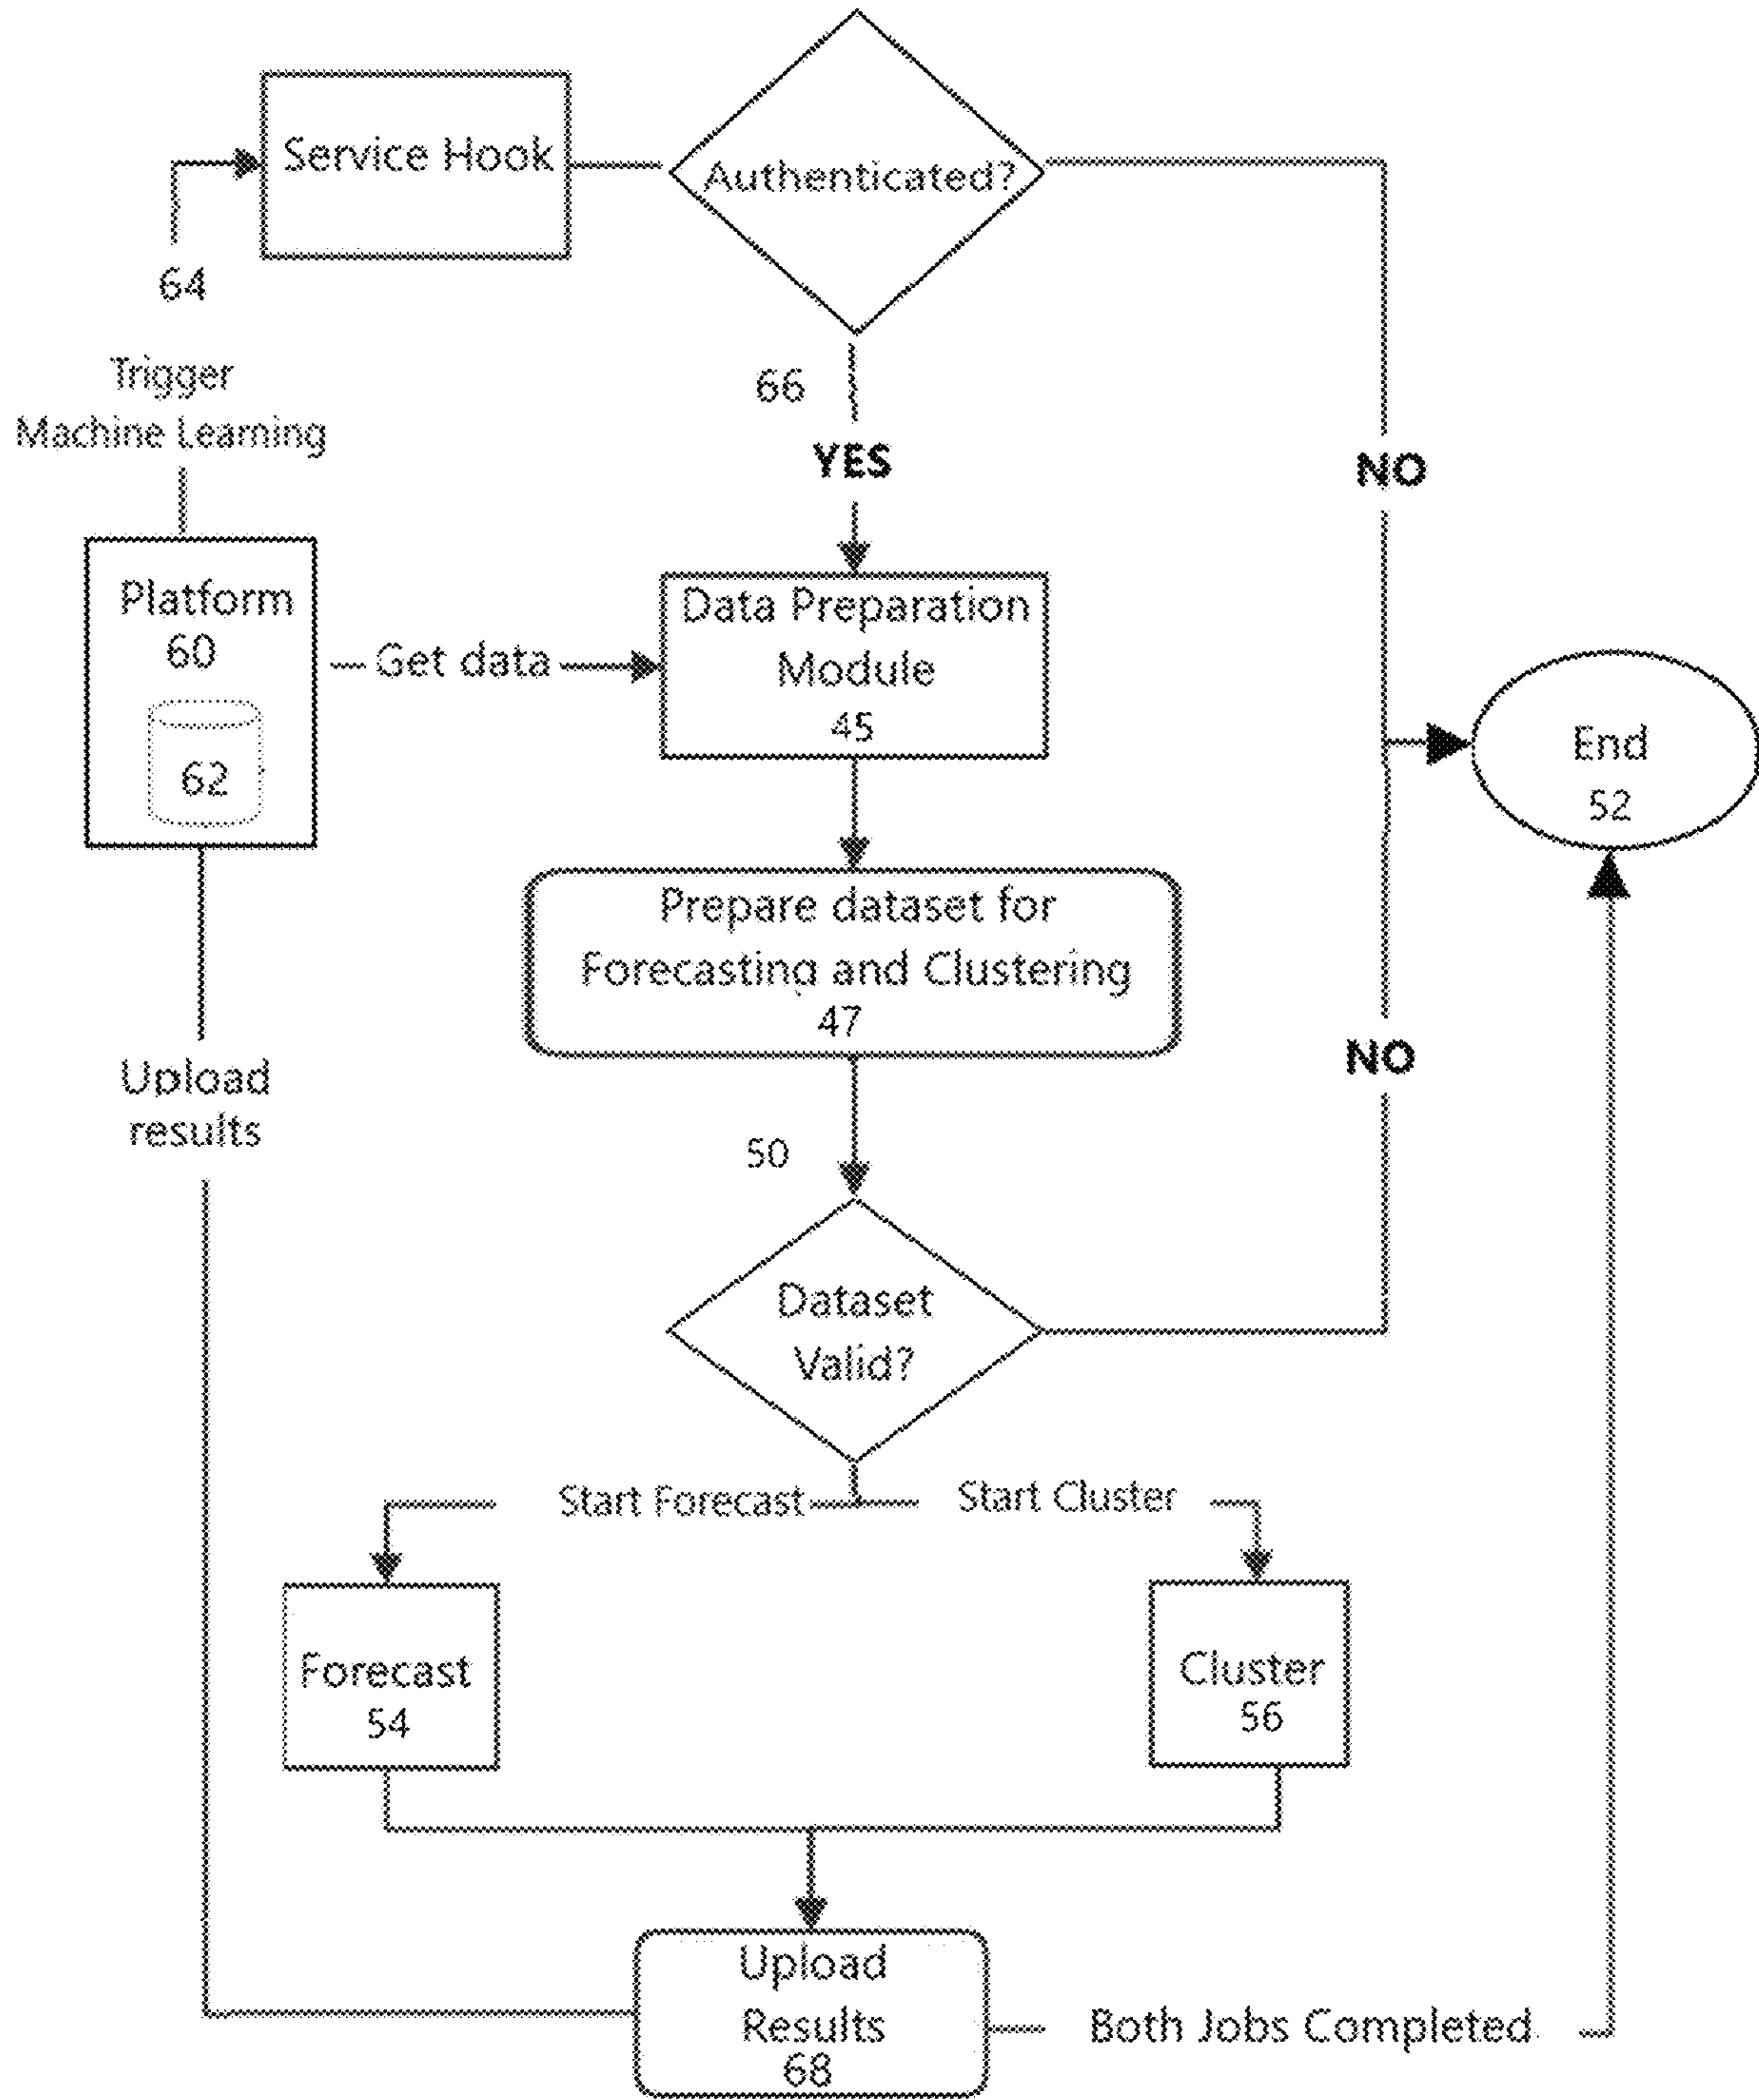 Service Hook
Authenticated?
64
Trigger
Machine Learning
66
YES
NO
Platform
60
62
Get data
Data Preparation
Module
45
End
52
Prepare dataset for
Forecasting and Clustering
47
Upload
results
NO
50
Dataset
Valid?
Start Forecast
Start Cluster
Forecast
54
Cluster
56
Upload
Results
68
Both Jobs Completed